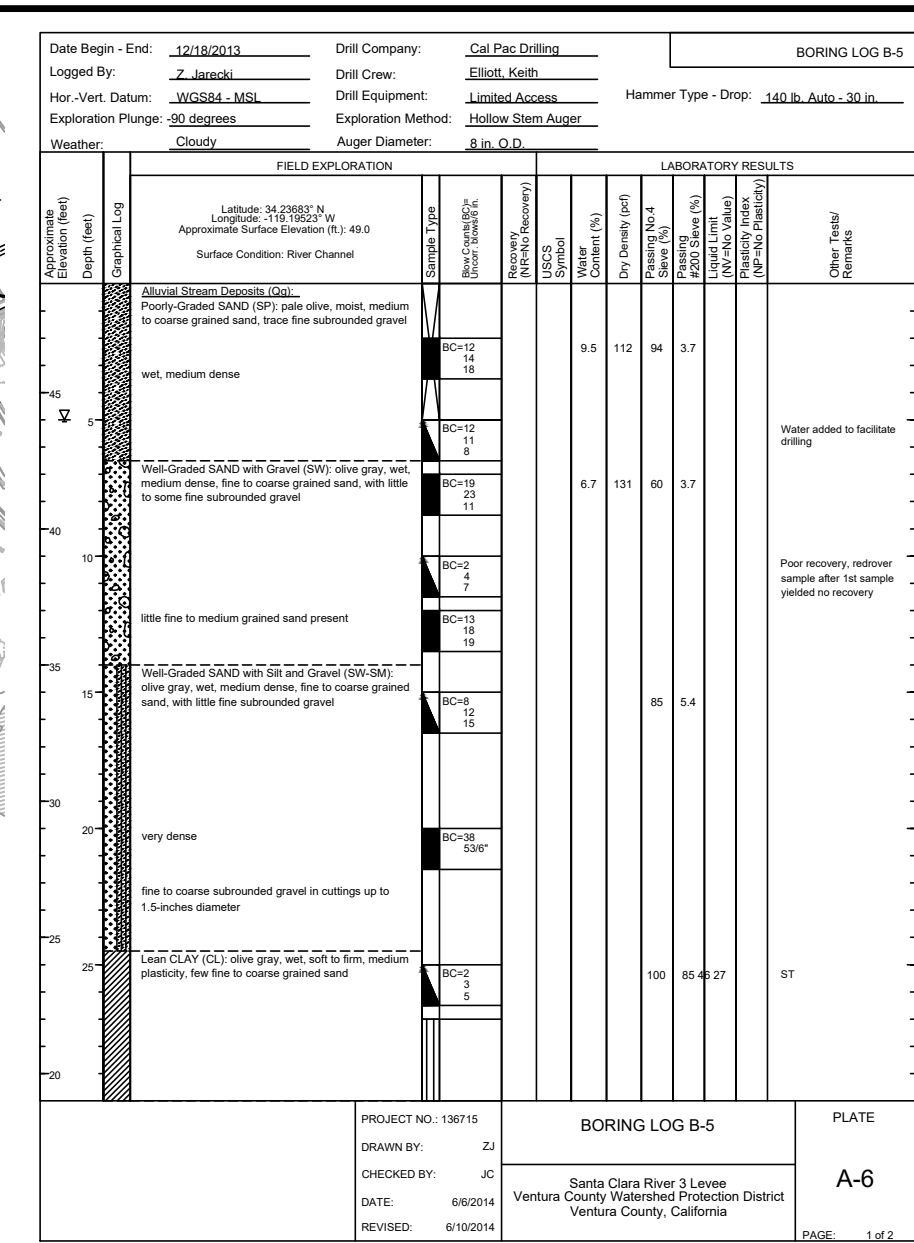 Date Begin - End: 12/18/2013 Drill Company: Cal Pac Drilling BORING LOG B-5
Logged By: Z. Jarecki Drill Crew: Elliott, Keith
Hor.-Vert. Datum: WGS84 - MSL Drill Equipment: Limited Access Hammer Type - Drop: 140 lb. Auto - 30 in.
Exploration Plunge: -90 degrees Exploration Method: Hollow Stem Auger
Weather: Cloudy Auger Diameter: 8 in. O.D.
FIELD EXPLORATION LABORATORY RESULTS
Approximate
Elevation (feet)
Depth (feet)
Graphical Log
Latitude: 34.23683° N
Longitude: -119.19523° W
Approximate Surface Elevation (ft.): 49.0
Surface Condition: River Channel
Sample Type
Blow Counts(BC)=
Uncorr. blows/6 in.
Recovery
(NR=No Recovery)
USCS
Symbol
Water
Content (%)
Dry Density (pcf)
Passing No.4
Sieve (%)
Passing
#200 Sieve (%)
Liquid Limit
(NV=No Value)
Plasticity Index
(NP=No Plasticity)
Other Tests/
Remarks
Alluvial Stream Deposits (Qg):
Poorly-Graded SAND (SP): pale olive, moist, medium
to coarse grained sand, trace fine subrounded gravel
BC=12 9.5 112 94 3.7
14
18
wet, medium dense
45
5
BC=12
11
8
Water added to facilitate
drilling
Well-Graded SAND with Gravel (SW): olive gray, wet,
medium dense, fine to coarse grained sand, with little
to some fine subrounded gravel
BC=19 6.7 131 60 3.7
23
11
40
10
BC=2
4
7
Poor recovery, redrover
sample after 1st sample
yielded no recovery
little fine to medium grained sand present
BC=13
18
19
35
Well-Graded SAND with Silt and Gravel (SW-SM):
olive gray, wet, medium dense, fine to coarse grained
sand, with little fine subrounded gravel
15
BC=8 85 5.4
12
15
30
20
very dense
BC=38
53/6"
fine to coarse subrounded gravel in cuttings up to
1.5-inches diameter
25
Lean CLAY (CL): olive gray, wet, soft to firm, medium
plasticity, few fine to coarse grained sand
25
BC=2 100 85 46 27 ST
3
5
20
PROJECT NO.: 136715
DRAWN BY: ZJ
CHECKED BY: JC
DATE: 6/6/2014
REVISED: 6/10/2014
BORING LOG B-5
Santa Clara River 3 Levee
Ventura County Watershed Protection District
Ventura County, California
PLATE
A-6
PAGE: 1 of 2